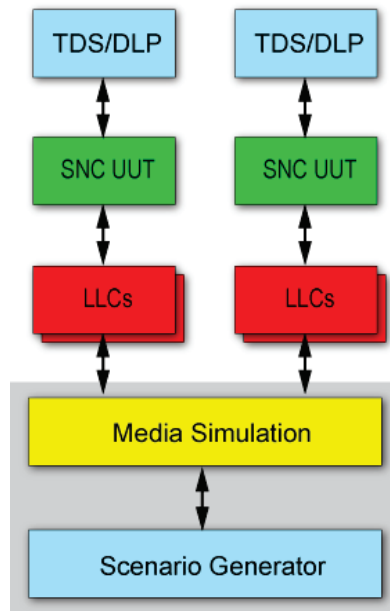 TDS/DLP
TDS/DLP
SNC UUT
SNC UUT
LLCs
LLCs
Media Simulation
Scenario Generator